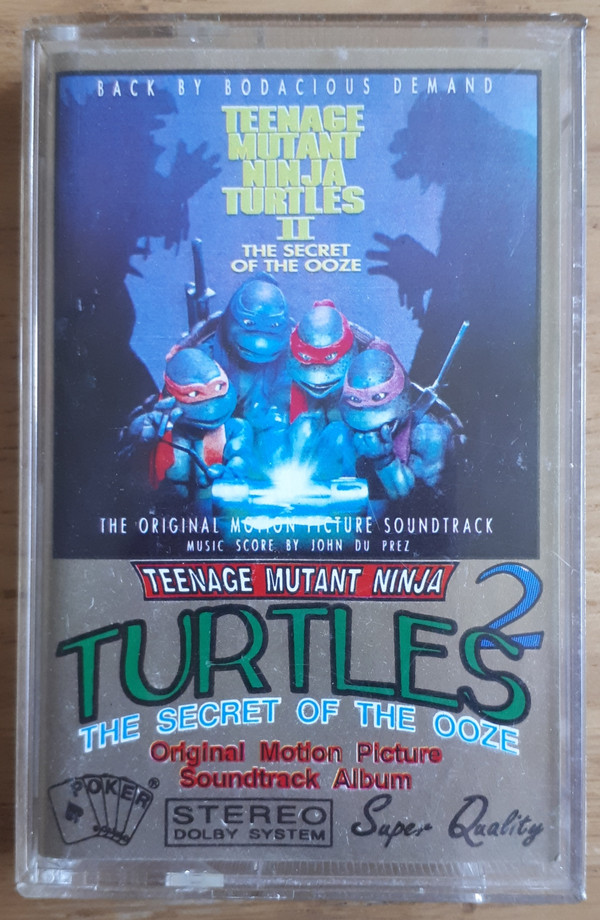 BACK BY BODACIOUS DEMAND
TEENAGE
MUTANT
NINJA
TURTLES
II
THE SECRET
OF THE OOZE
THE ORIGINAL MOTION PICTURE SOUNDTRACK
MUSIC SCORE BY JOHN DU PREZ
TEENAGE MUTANT NINJA
TURTLES 2
THE SECRET OF THE OOZE
Original Motion Picture
Soundtrack Album
POKER®
STEREO
DOLBY SYSTEM
Super Quality